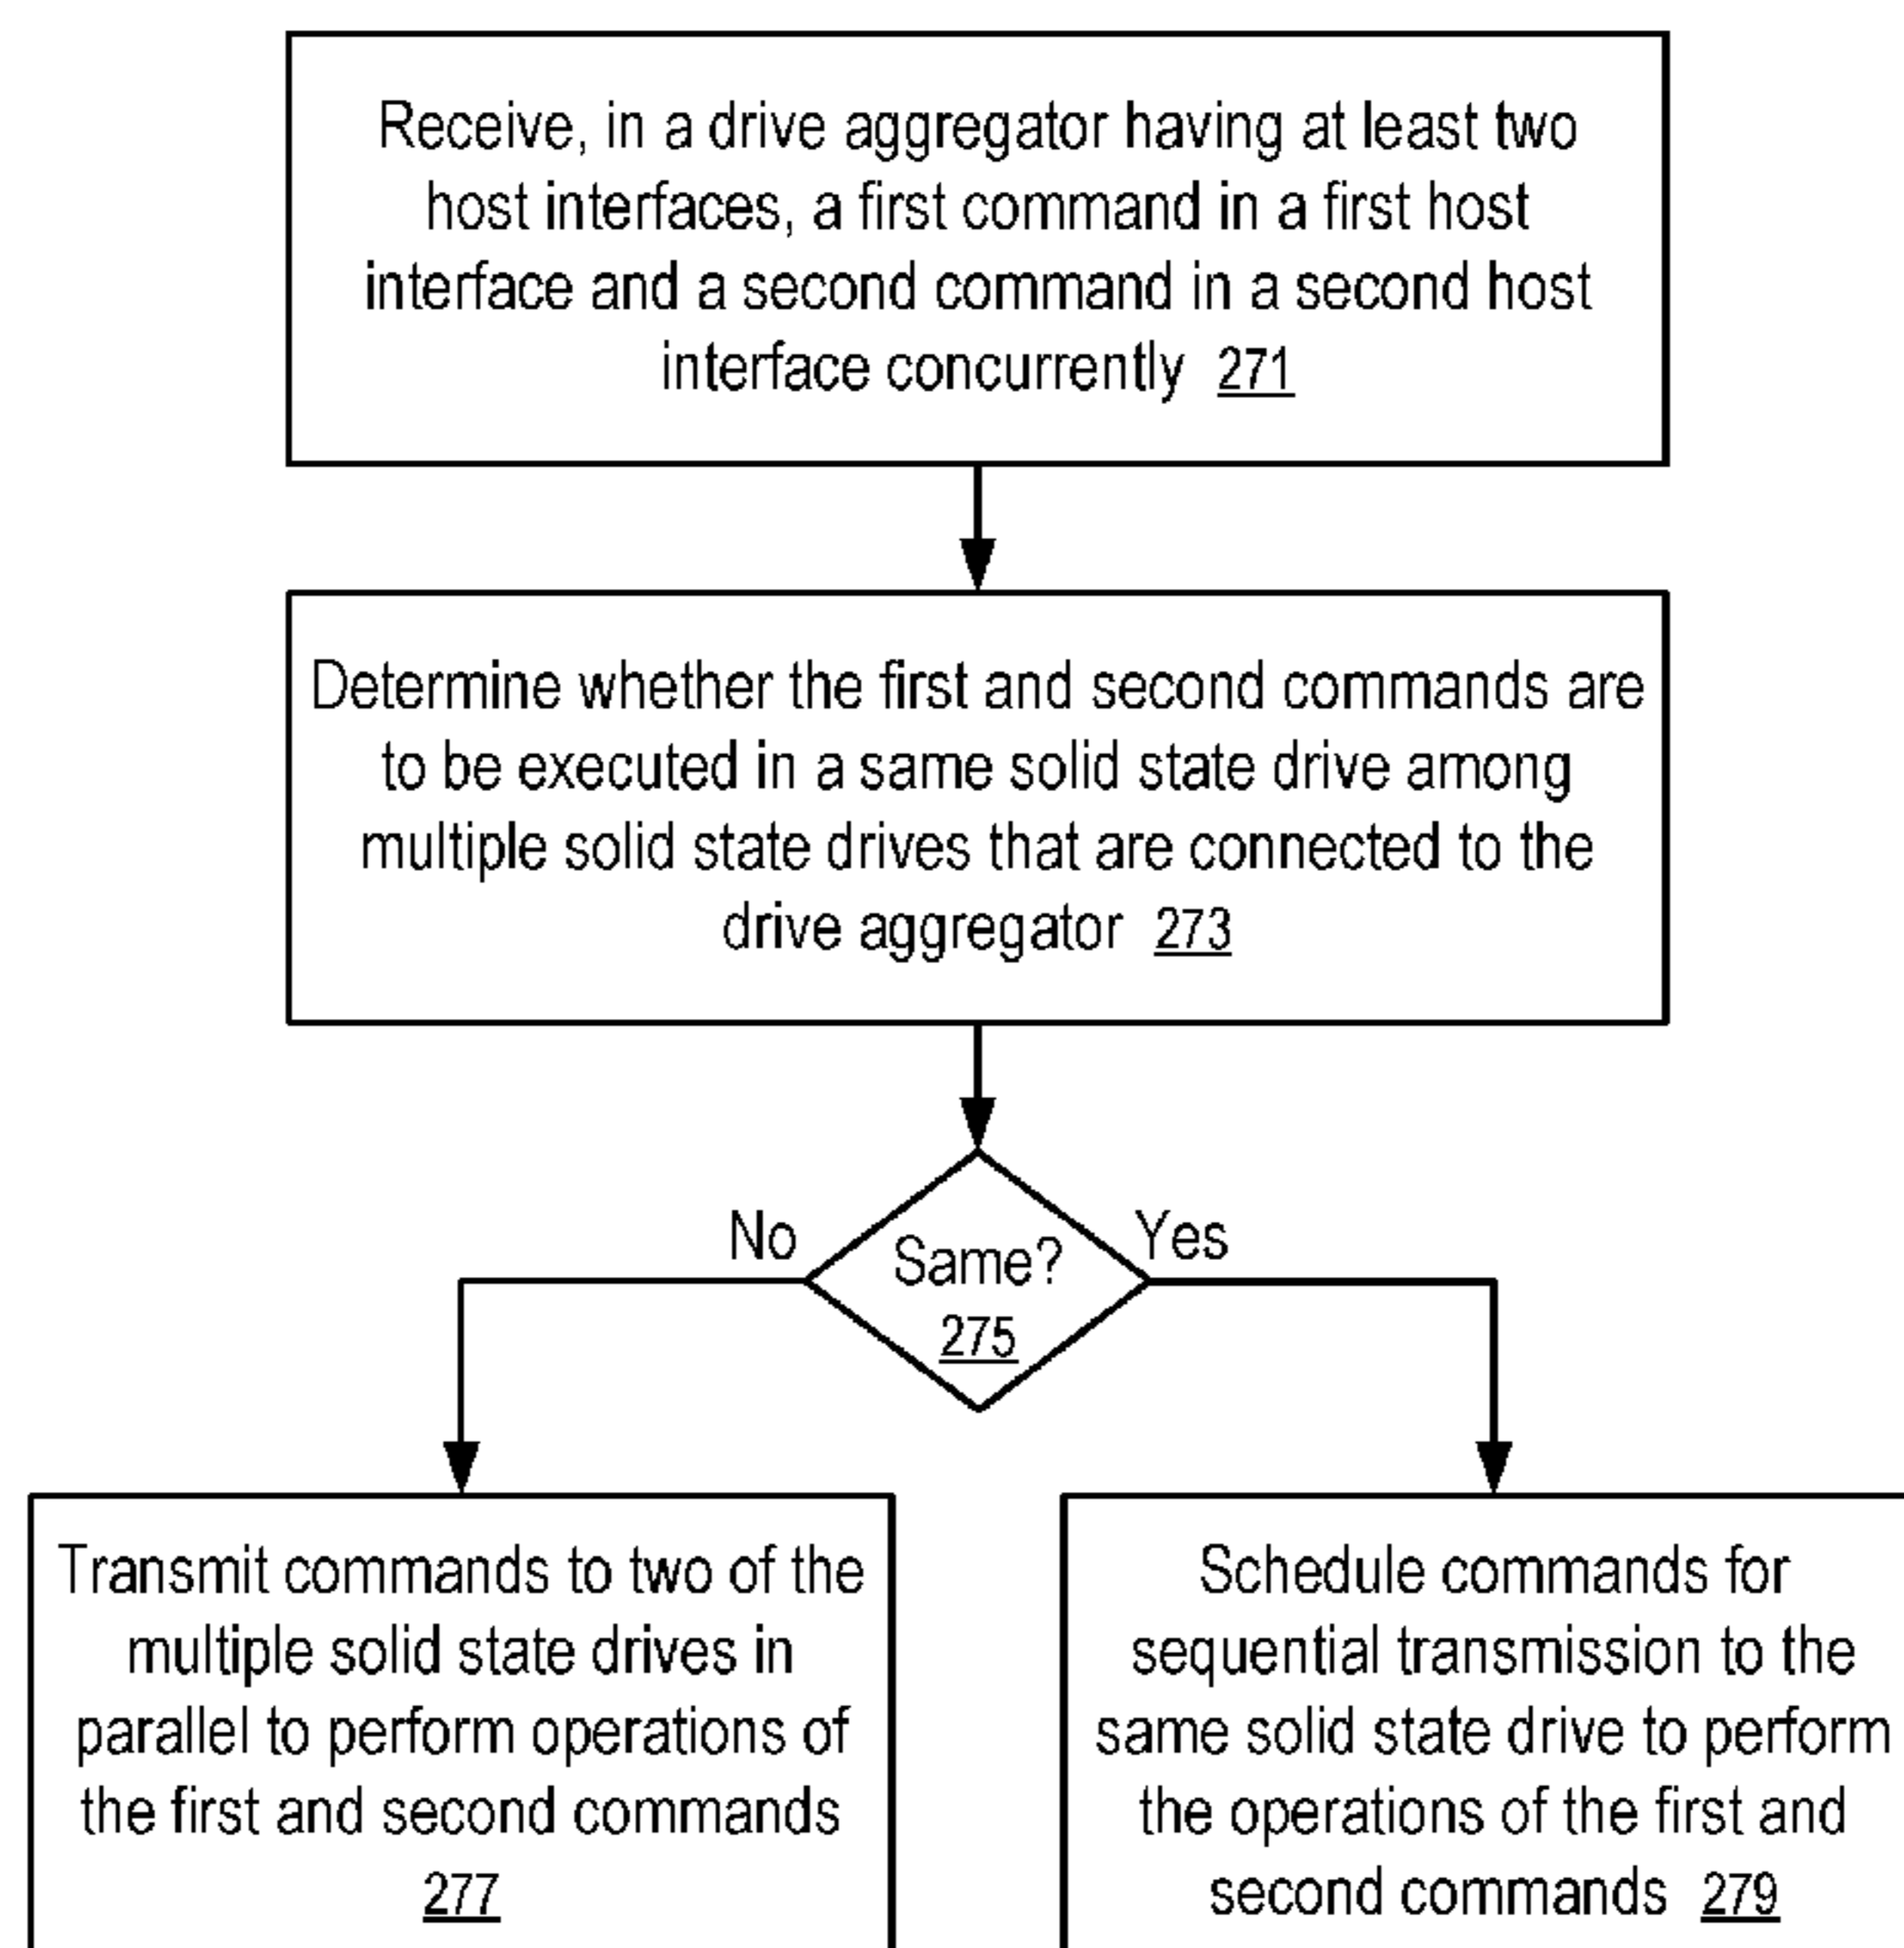 Receive, in a drive aggregator having at least two
host interfaces, a first command in a first host
interface and a second command in a second host
interface concurrently 271
Determine whether the first and second commands are
to be executed in a same solid state drive among
multiple solid state drives that are connected to the
drive aggregator 273
No
Yes
Same?
275
Transmit commands to two of the
multiple solid state drives in
parallel to perform operations of
the first and second commands
277
Schedule commands for
sequential transmission to the
same solid state drive to perform
the operations of the first and
second commands 279